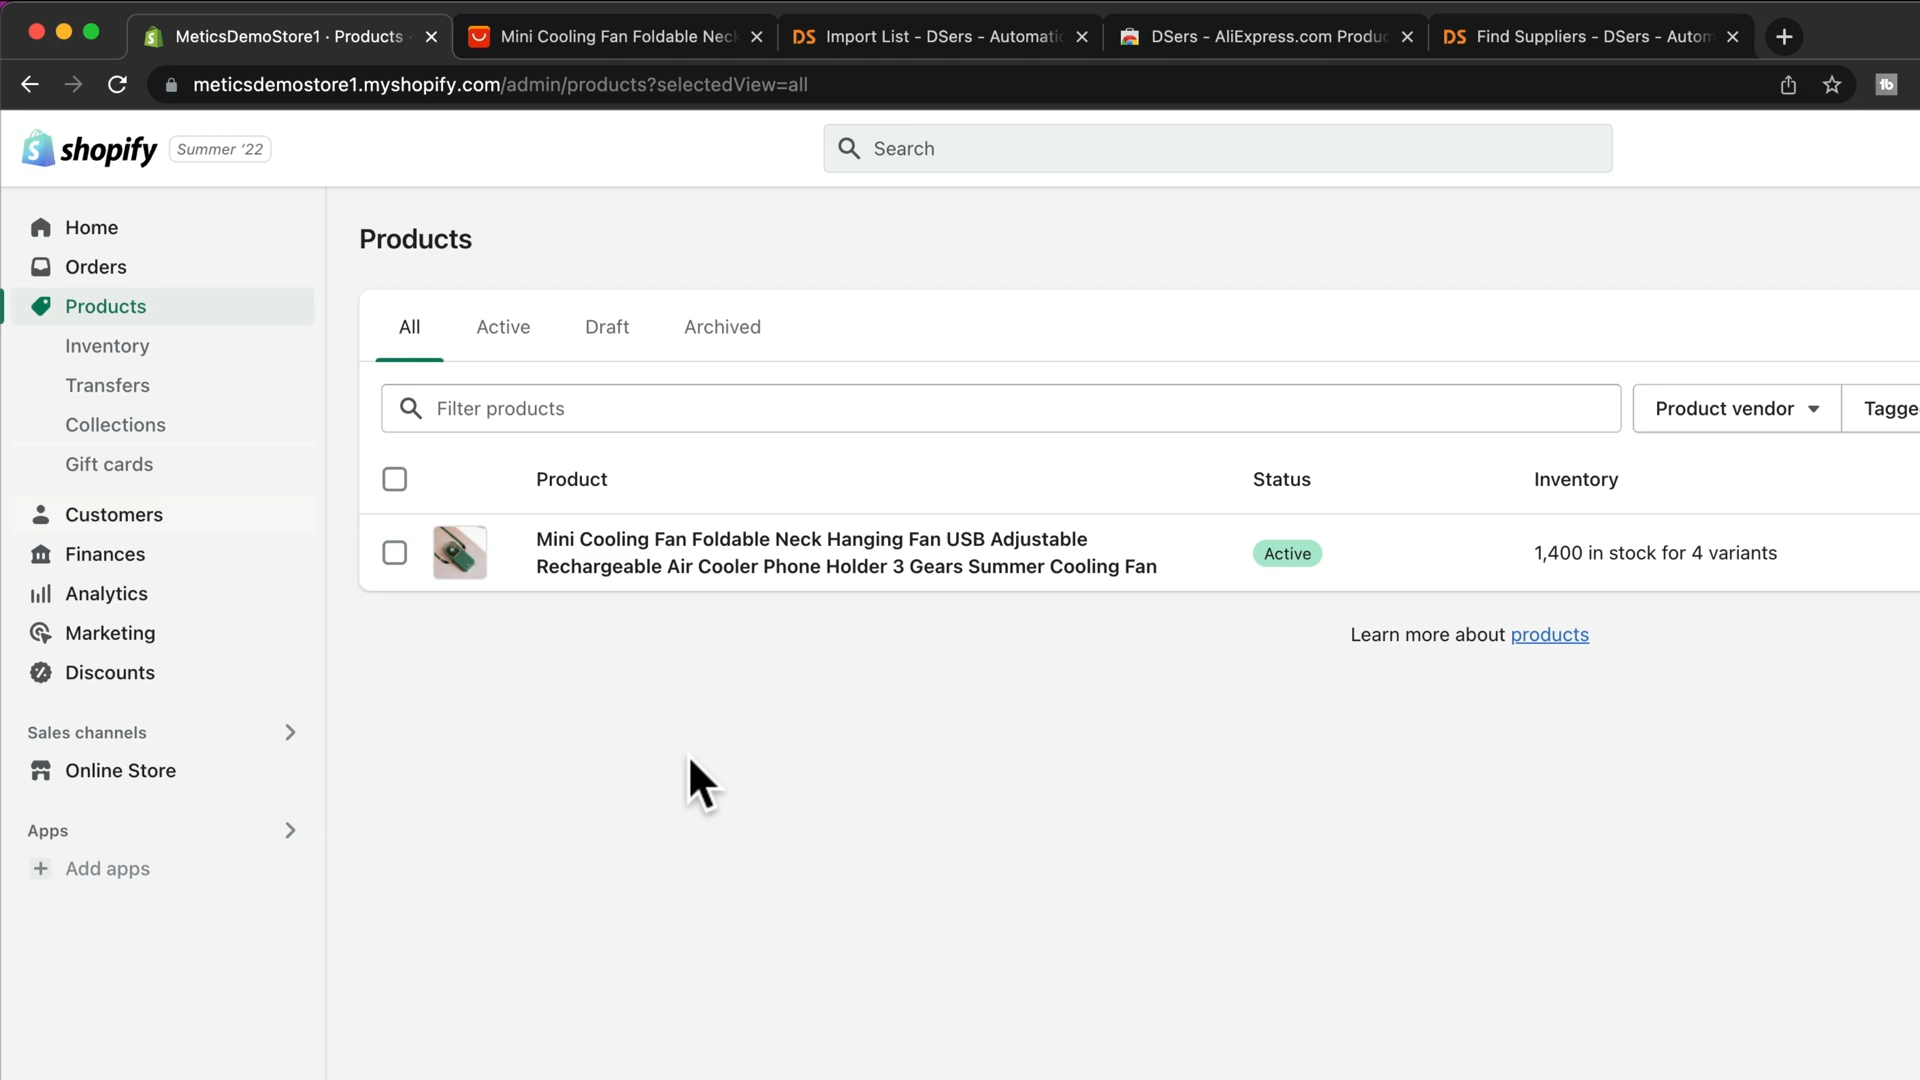 MeticsDemoStore1 · Products
Mini Cooling Fan Foldable Neck
Import List - DSers - Automatic
DSers - AliExpress.com Produc
Find Suppliers - DSers - Autom
meticsdemostore1.myshopify.com/admin/products?selectedView=all
shopify
Summer '22
Search
Home
Orders
Products
Inventory
Transfers
Collections
Gift cards
Customers
Finances
Analytics
Marketing
Discounts
Sales channels
Online Store
Apps
Add apps
Products
All Active Draft Archived
Filter products
Product vendor
Tagge
Product Status Inventory
Mini Cooling Fan Foldable Neck Hanging Fan USB Adjustable
Rechargeable Air Cooler Phone Holder 3 Gears Summer Cooling Fan
Active
1,400 in stock for 4 variants
Learn more about products